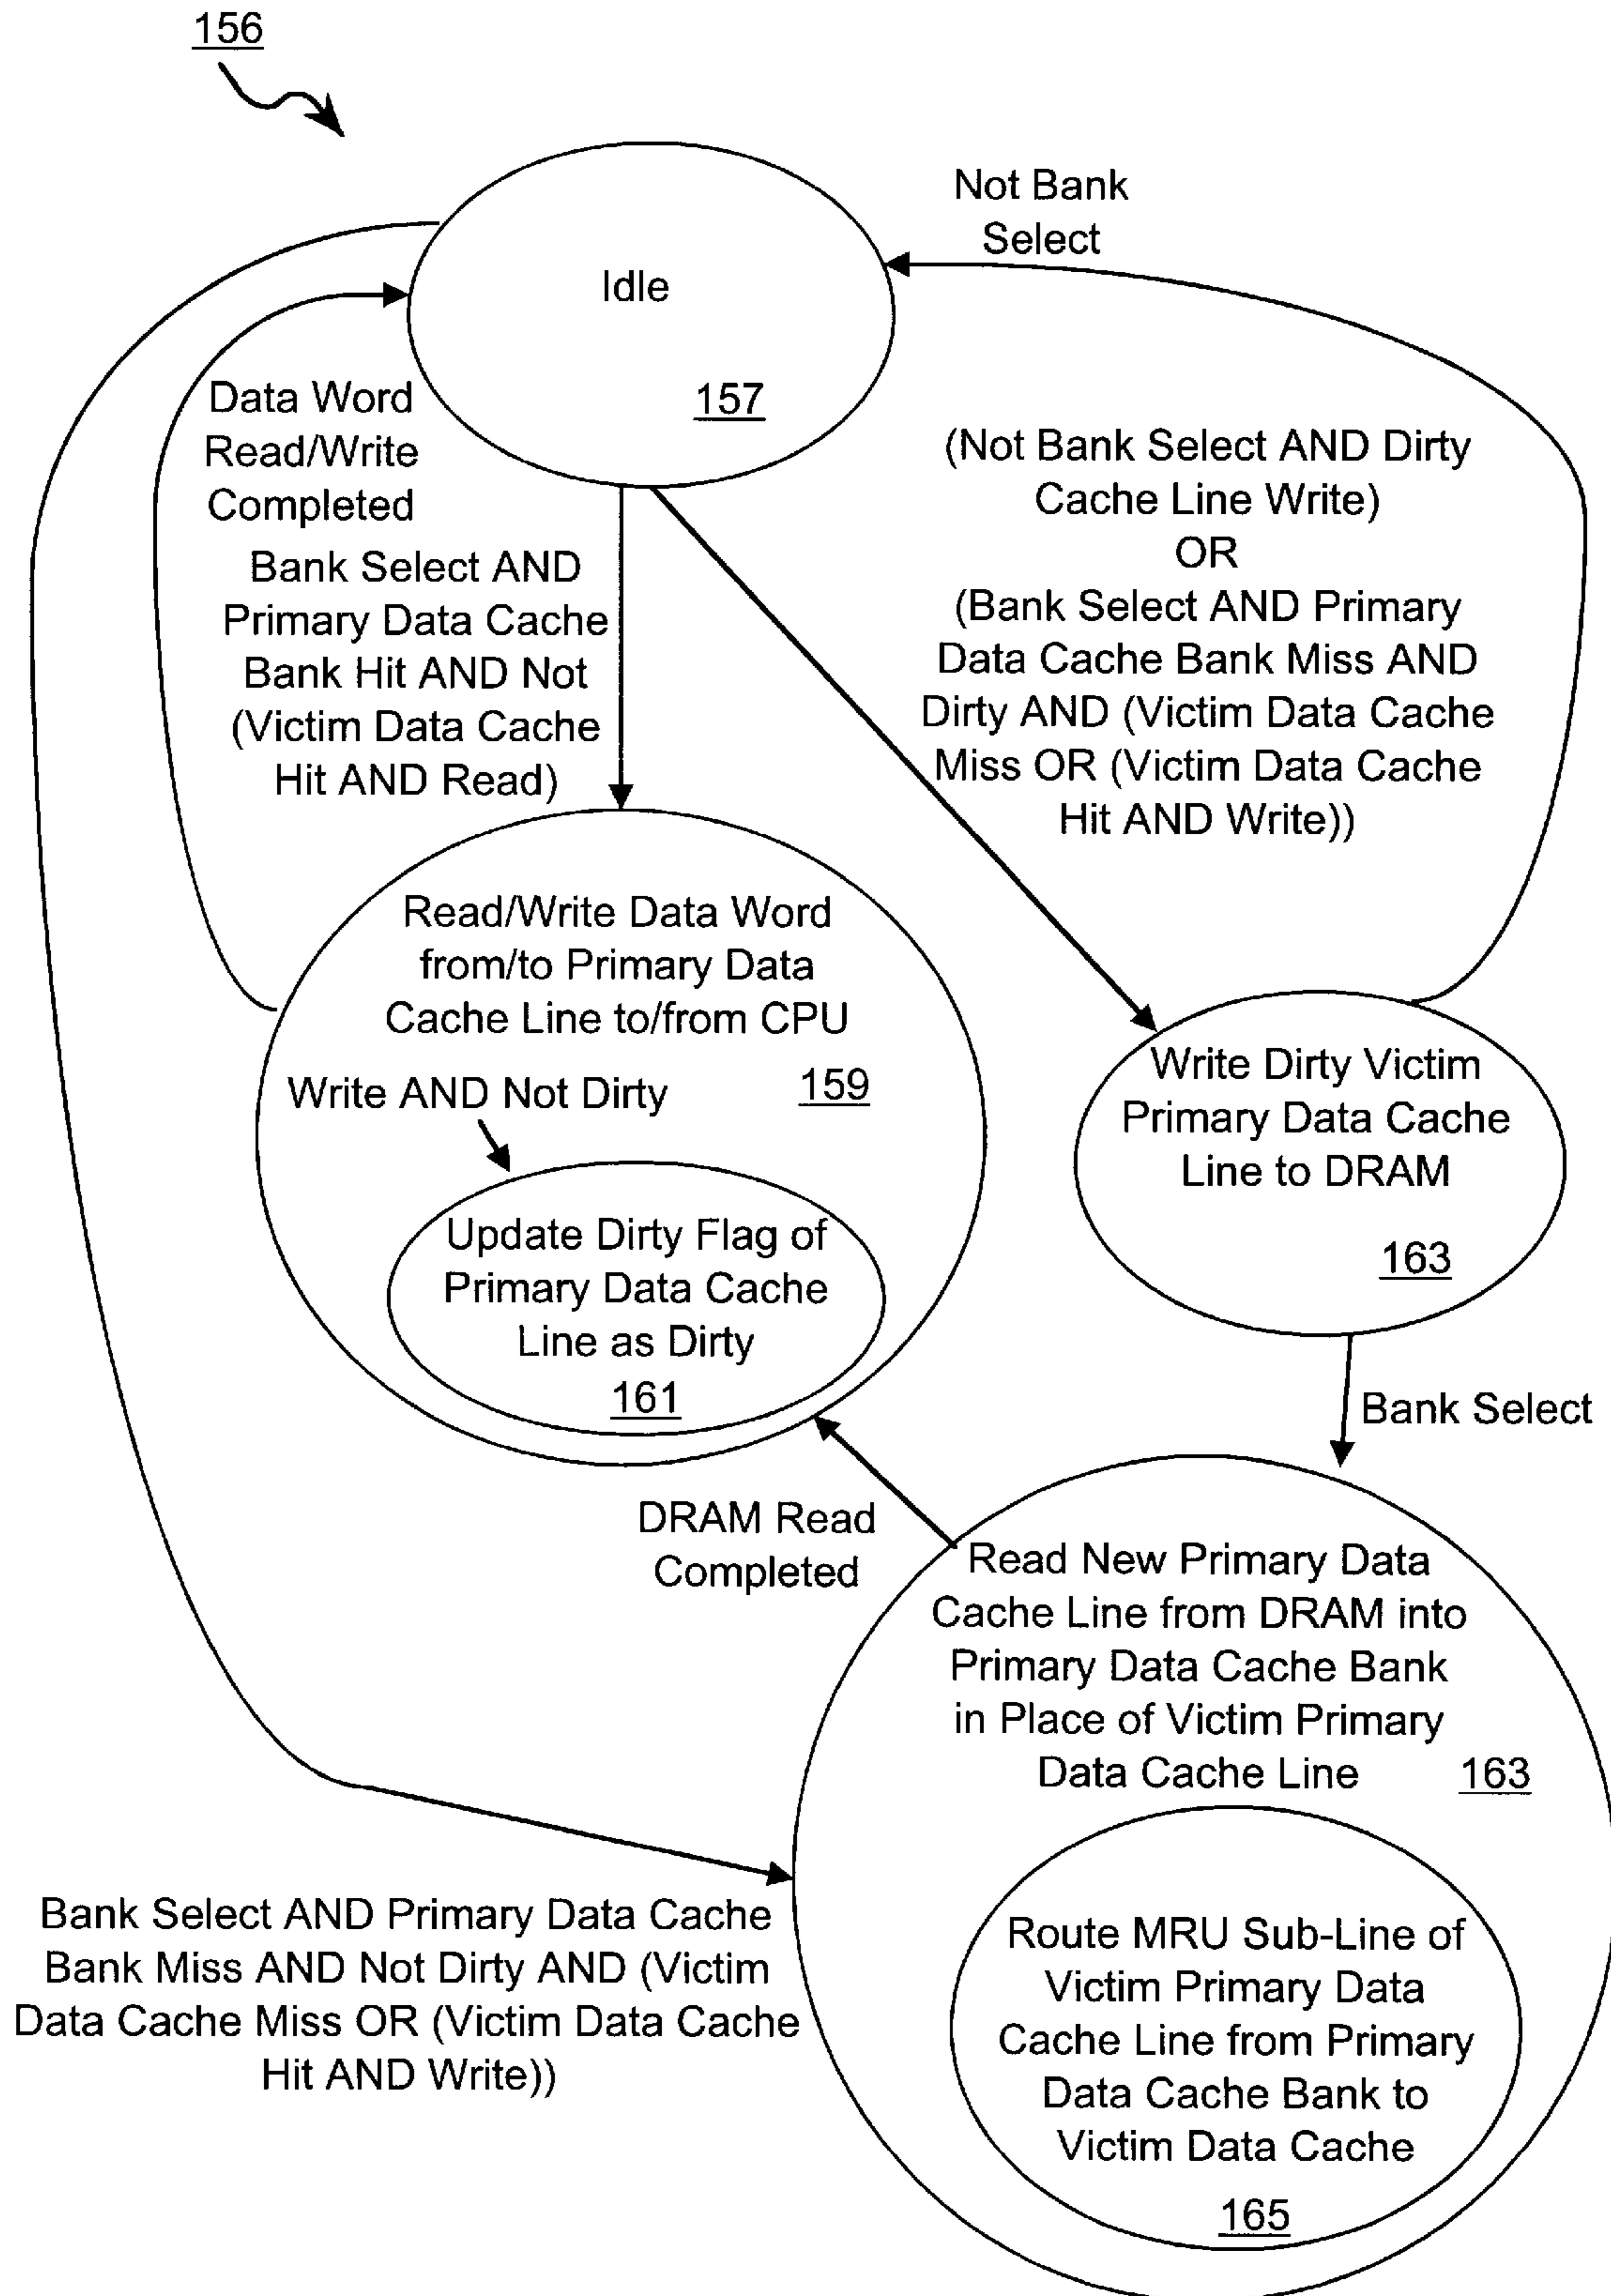 156
Not Bank
Select
Idle
157
Data Word
Read/Write
Completed
(Not Bank Select AND Dirty
Cache Line Write)
OR
(Bank Select AND Primary
Data Cache Bank Miss AND
Dirty AND (Victim Data Cache
Miss OR (Victim Data Cache
Hit AND Write))
Bank Select AND
Primary Data Cache
Bank Hit AND Not
(Victim Data Cache
Hit AND Read)
Read/Write Data Word
from/to Primary Data
Cache Line to/from CPU
159
Write AND Not Dirty
Update Dirty Flag of
Primary Data Cache
Line as Dirty
161
Write Dirty Victim
Primary Data Cache
Line to DRAM
163
Bank Select
DRAM Read
Completed
Read New Primary Data
Cache Line from DRAM into
Primary Data Cache Bank
in Place of Victim Primary
Data Cache Line
163
Bank Select AND Primary Data Cache
Bank Miss AND Not Dirty AND (Victim
Data Cache Miss OR (Victim Data Cache
Hit AND Write))
Route MRU Sub-Line of
Victim Primary Data
Cache Line from Primary
Data Cache Bank to
Victim Data Cache
165